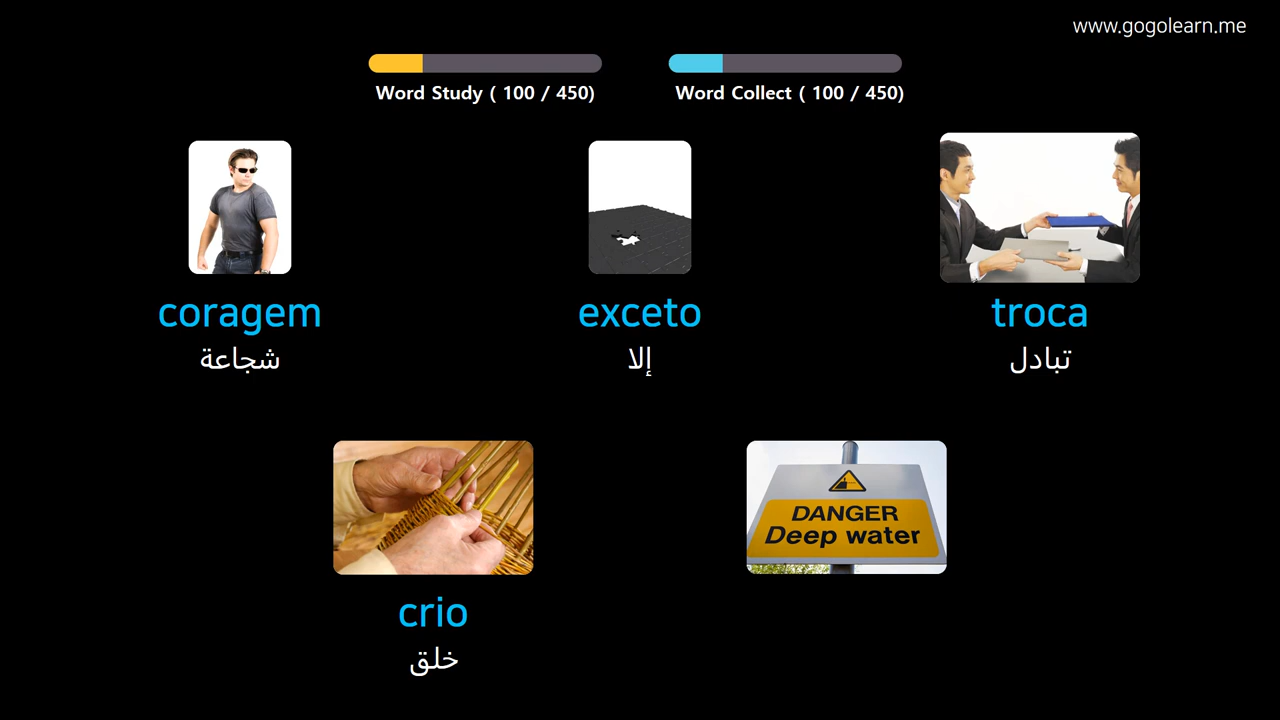 www.gogolearn.me
Word Study ( 100 / 450)
Word Collect ( 100 / 450)
coragem
شجاعة
exceto
إلا
troca
تبادل
crio
خلق
DANGER
Deep water